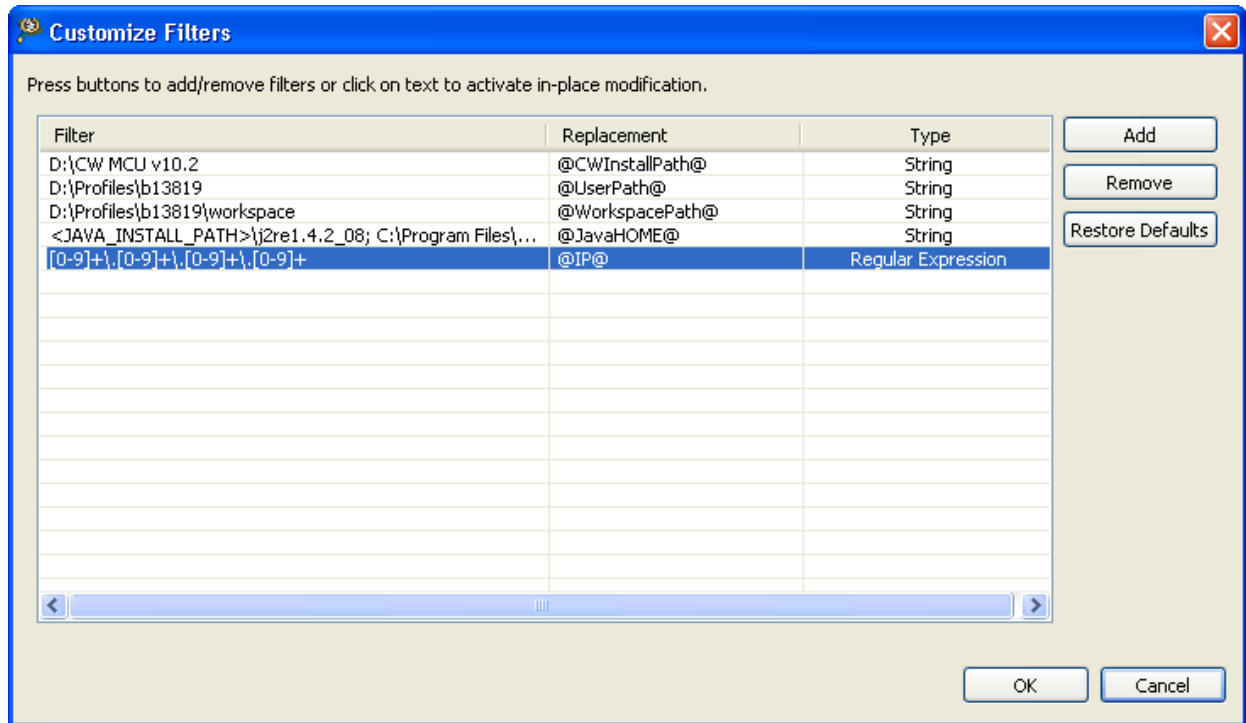 Customize Filters
Press buttons to add/remove filters or click on text to activate in-place modification.
Filter Replacement Type
D:\CW MCU v10.2 @CWInstallPath@ String
D:\Profiles\b13819 @UserPath@ String
D:\Profiles\b13819\workspace @WorkspacePath@ String
<JAVA_INSTALL_PATH>\j2re1.4.2_08; C:\Program Files\... @JavaHOME@ String
[0-9]+\.[0-9]+\.[0-9]+\.[0-9]+ @IP@ Regular Expression
Add
Remove
Restore Defaults
OK Cancel